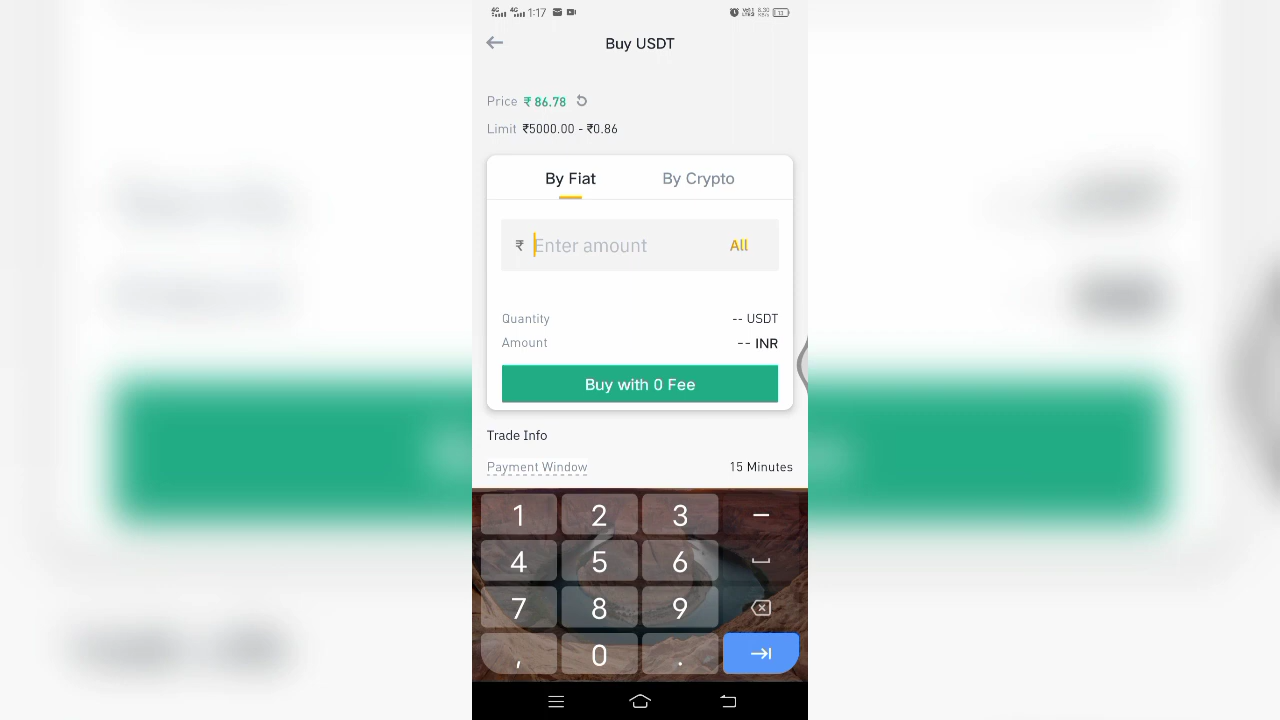 4G 4G 1:17
Buy USDT
Price ₹ 86.78
Limit ₹5000.00 - ₹0.86
By Fiat By Crypto
₹ Enter amount All
Quantity -- USDT
Amount -- INR
Buy with 0 Fee
Trade Info
Payment Window 15 Minutes
1 2 3 –
4 5 6
7 8 9
, 0 .